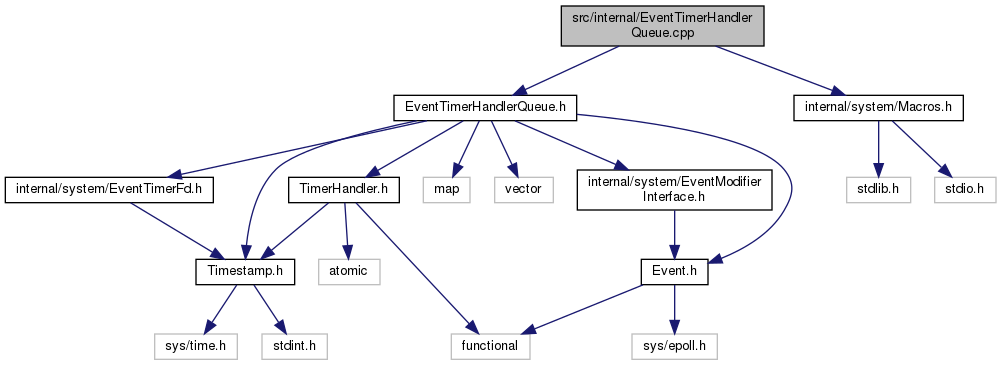 src/internal/EventTimerHandler
Queue.cpp
EventTimerHandlerQueue.h
internal/system/Macros.h
internal/system/EventTimerFd.h
TimerHandler.h
map
vector
internal/system/EventModifier
Interface.h
stdlib.h
stdio.h
Timestamp.h
atomic
Event.h
sys/time.h
stdint.h
functional
sys/epoll.h